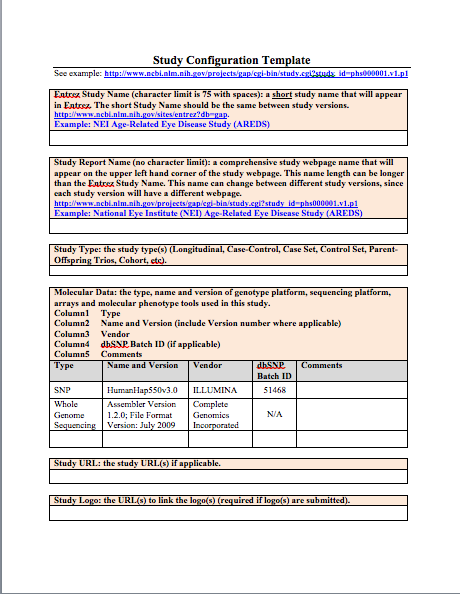 Study Configuration Template
See example: http://www.ncbi.nlm.nih.gov/projects/gap/cgi-bin/study.cgi?study_id=phs000001.v1.p1
Entrez Study Name (character limit is 75 with spaces): a short study name that will appear
in Entrez. The short Study Name should be the same between study versions.
http://www.ncbi.nlm.nih.gov/sites/entrez?db=gap.
Example: NEI Age-Related Eye Disease Study (AREDS)
Study Report Name (no character limit): a comprehensive study webpage name that will
appear on the upper left hand corner of the study webpage. This name length can be longer
than the Entrez Study Name. This name can change between different study versions, since
each study version will have a different webpage.
http://www.ncbi.nlm.nih.gov/projects/gap/cgi-bin/study.cgi?study_id=phs000001.v1.p1
Example: National Eye Institute (NEI) Age-Related Eye Disease Study (AREDS)
Study Type: the study type(s) (Longitudinal, Case-Control, Case Set, Control Set, Parent-
Offspring Trios, Cohort, etc).
Molecular Data: the type, name and version of genotype platform, sequencing platform,
arrays and molecular phenotype tools used in this study.
Column1 Type
Column2 Name and Version (include Version number where applicable)
Column3 Vendor
Column4 dbSNP Batch ID (if applicable)
Column5 Comments
Type Name and Version Vendor dbSNP Comments
Batch ID
SNP HumanHap550v3.0 ILLUMINA 51468
Whole Assembler Version Complete
Genome 1.2.0; File Format Genomics N/A
Sequencing Version: July 2009 Incorporated
Study URL: the study URL(s) if applicable.
Study Logo: the URL(s) to link the logo(s) (required if logo(s) are submitted).